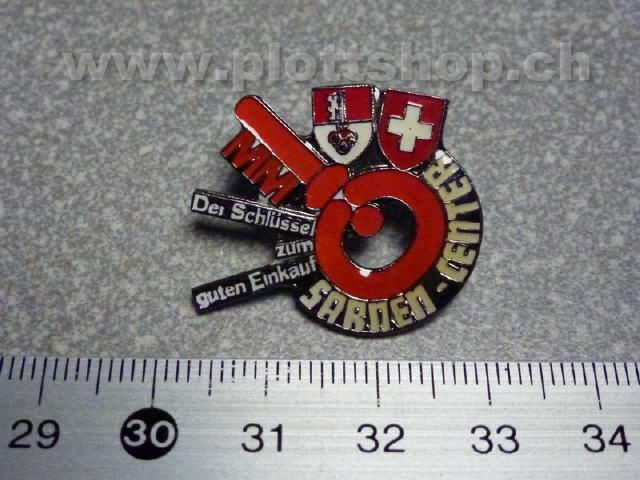 www.plottshop.ch
MM
Der Schlüssel
zum
guten Einkauf
SARNEN-CENTER
29 30 31 32 33 34